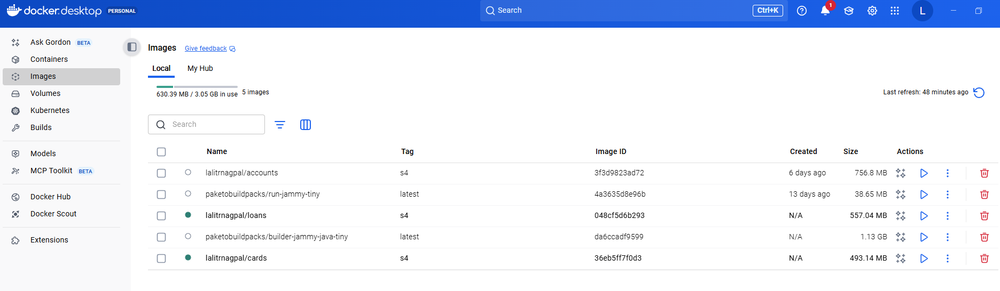 docker.desktop PERSONAL
Search Ctrl+K 1 L
Ask Gordon BETA
Containers
Images
Volumes
Kubernetes
Builds
Models
MCP Toolkit BETA
Docker Hub
Docker Scout
Extensions
Images Give feedback
Local My Hub
630.39 MB / 3.05 GB in use 5 images
Last refresh: 48 minutes ago
Search
Name Tag Image ID Created Size Actions
lalitrnagpal/accounts s4 3f3d9823ad72 6 days ago 756.8 MB
paketobuildpacks/run-jammy-tiny latest 4a3635d8e96b 13 days ago 38.65 MB
lalitrnagpal/loans s4 048cf5d6b293 N/A 557.04 MB
paketobuildpacks/builder-jammy-java-tiny latest da6ccadf9599 N/A 1.13 GB
lalitrnagpal/cards s4 36eb5ff7f0d3 N/A 493.14 MB